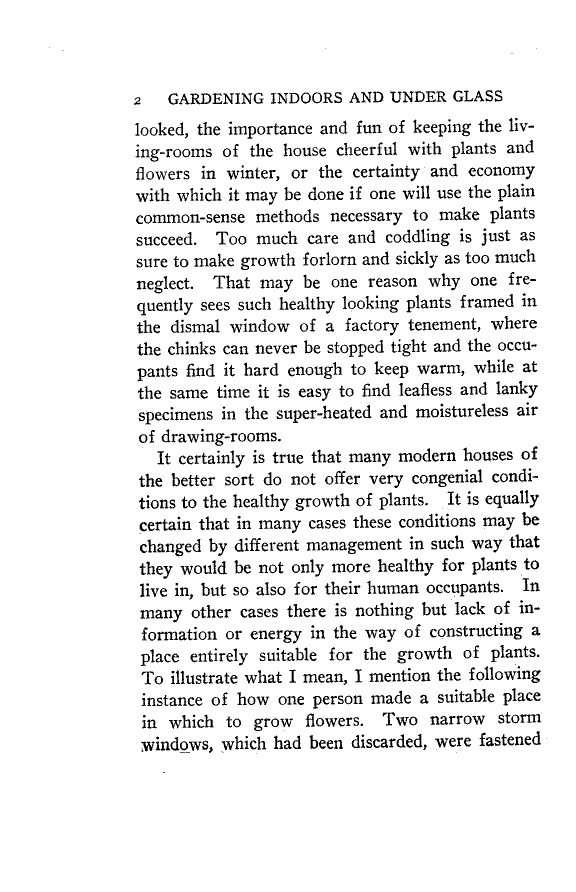 2 GARDENING INDOORS AND UNDER GLASS
looked, the importance and fun of keeping the liv-
ing-rooms of the house cheerful with plants and
flowers in winter, or the certainty and economy
with which it may be done if one will use the plain
common-sense methods necessary to make plants
succeed. Too much care and coddling is just as
sure to make growth forlorn and sickly as too much
neglect. That may be one reason why one fre-
quently sees such healthy looking plants framed in
the dismal window of a factory tenement, where
the chinks can never be stopped tight and the occu-
pants find it hard enough to keep warm, while at
the same time it is easy to find leafless and lanky
specimens in the super-heated and moistureless air
of drawing-rooms.
It certainly is true that many modern houses of
the better sort do not offer very congenial condi-
tions to the healthy growth of plants. It is equally
certain that in many cases these conditions may be
changed by different management in such way that
they would be not only more healthy for plants to
live in, but so also for their human occupants. In
many other cases there is nothing but lack of in-
formation or energy in the way of constructing a
place entirely suitable for the growth of plants.
To illustrate what I mean, I mention the following
instance of how one person made a suitable place
in which to grow flowers. Two narrow storm
windows, which had been discarded, were fastened